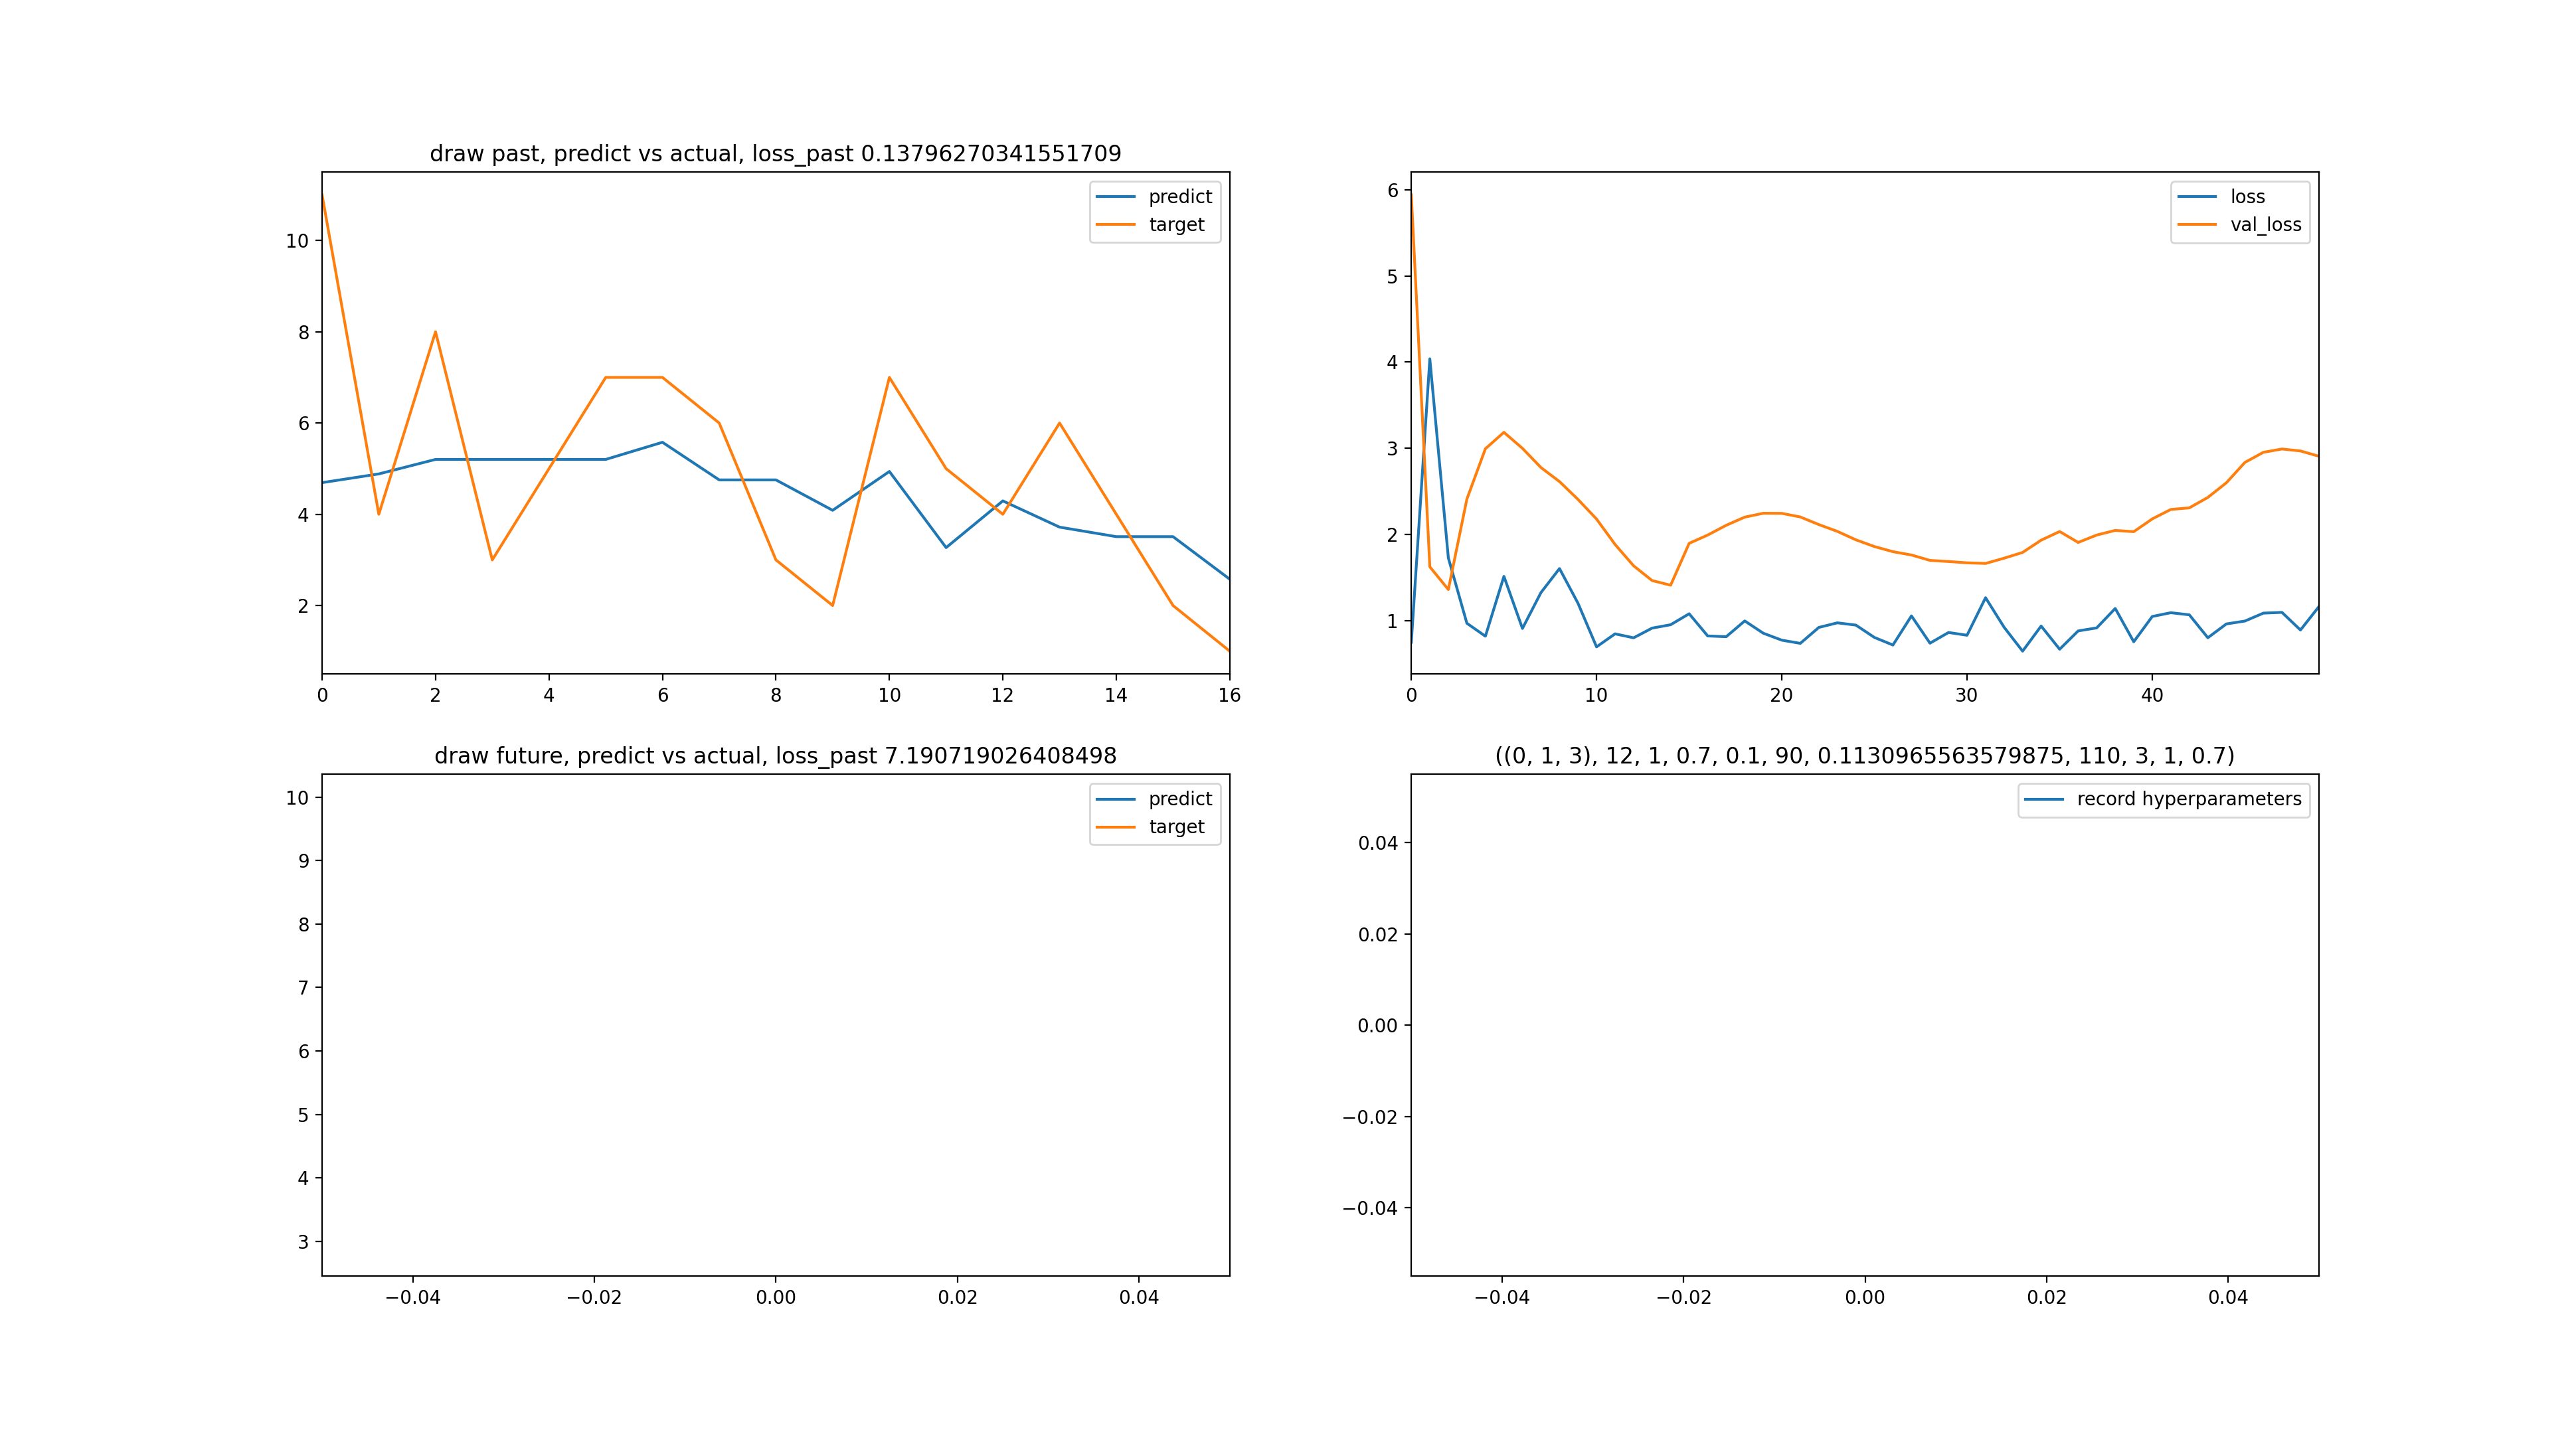 draw past, predict vs actual, loss_past 0.13796270341551709
predict
target
10
8
6
4
2
0 2 4 6 8 10 12 14 16
loss
val_loss
6
5
4
3
2
1
0 10 20 30 40
draw future, predict vs actual, loss_past 7.190719026408498
predict
target
10
9
8
7
6
5
4
3
−0.04 −0.02 0.00 0.02 0.04
((0, 1, 3), 12, 1, 0.7, 0.1, 90, 0.1130965563579875, 110, 3, 1, 0.7)
record hyperparameters
0.04
0.02
0.00
−0.02
−0.04
−0.04 −0.02 0.00 0.02 0.04